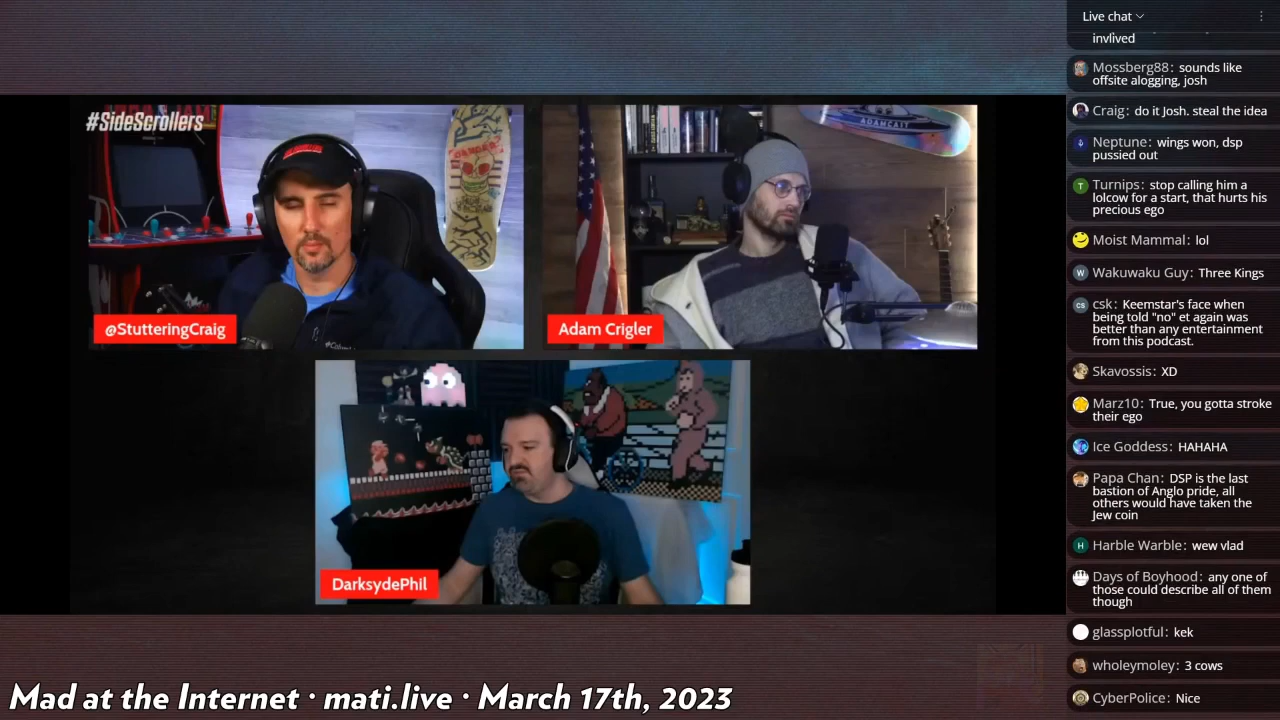 #SideScrollers
ADAMCAST
@StutteringCraig
Adam Crigler
DarksydePhil
Mad at the Internet · mati.live · March 17th, 2023
Live chat
invlived
Mossberg88: sounds like
offsite alogging, josh
Craig: do it Josh. steal the idea
Neptune: wings won, dsp
pussied out
Turnips: stop calling him a
lolcow for a start, that hurts his
precious ego
Moist Mammal: lol
Wakuwaku Guy: Three Kings
csk: Keemstar's face when
being told "no" et again was
better than any entertainment
from this podcast.
Skavossis: XD
Marz10: True, you gotta stroke
their ego
Ice Goddess: HAHAHA
Papa Chan: DSP is the last
bastion of Anglo pride, all
others would have taken the
Jew coin
Harble Warble: wew vlad
Days of Boyhood: any one of
those could describe all of them
though
glassplotful: kek
wholeymoley: 3 cows
CyberPolice: Nice